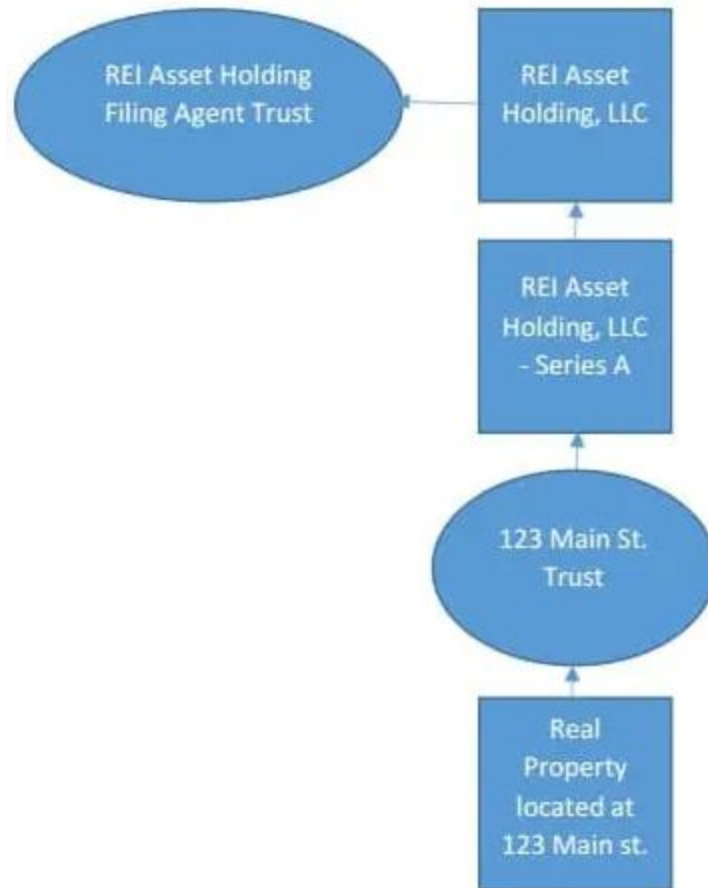 REI Asset Holding
Filing Agent Trust
REI Asset
Holding, LLC
REI Asset
Holding, LLC
- Series A
123 Main St.
Trust
Real
Property
located at
123 Main st.